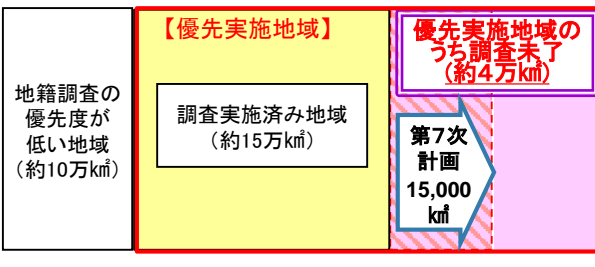 地籍調査の
優先度が
低い地域
（約10万㎢）
【優先実施地域】
調査実施済み地域
（約15万㎢）
優先実施地域の
うち調査未了
（約４万㎢）
第７次
計画
15,000
㎢